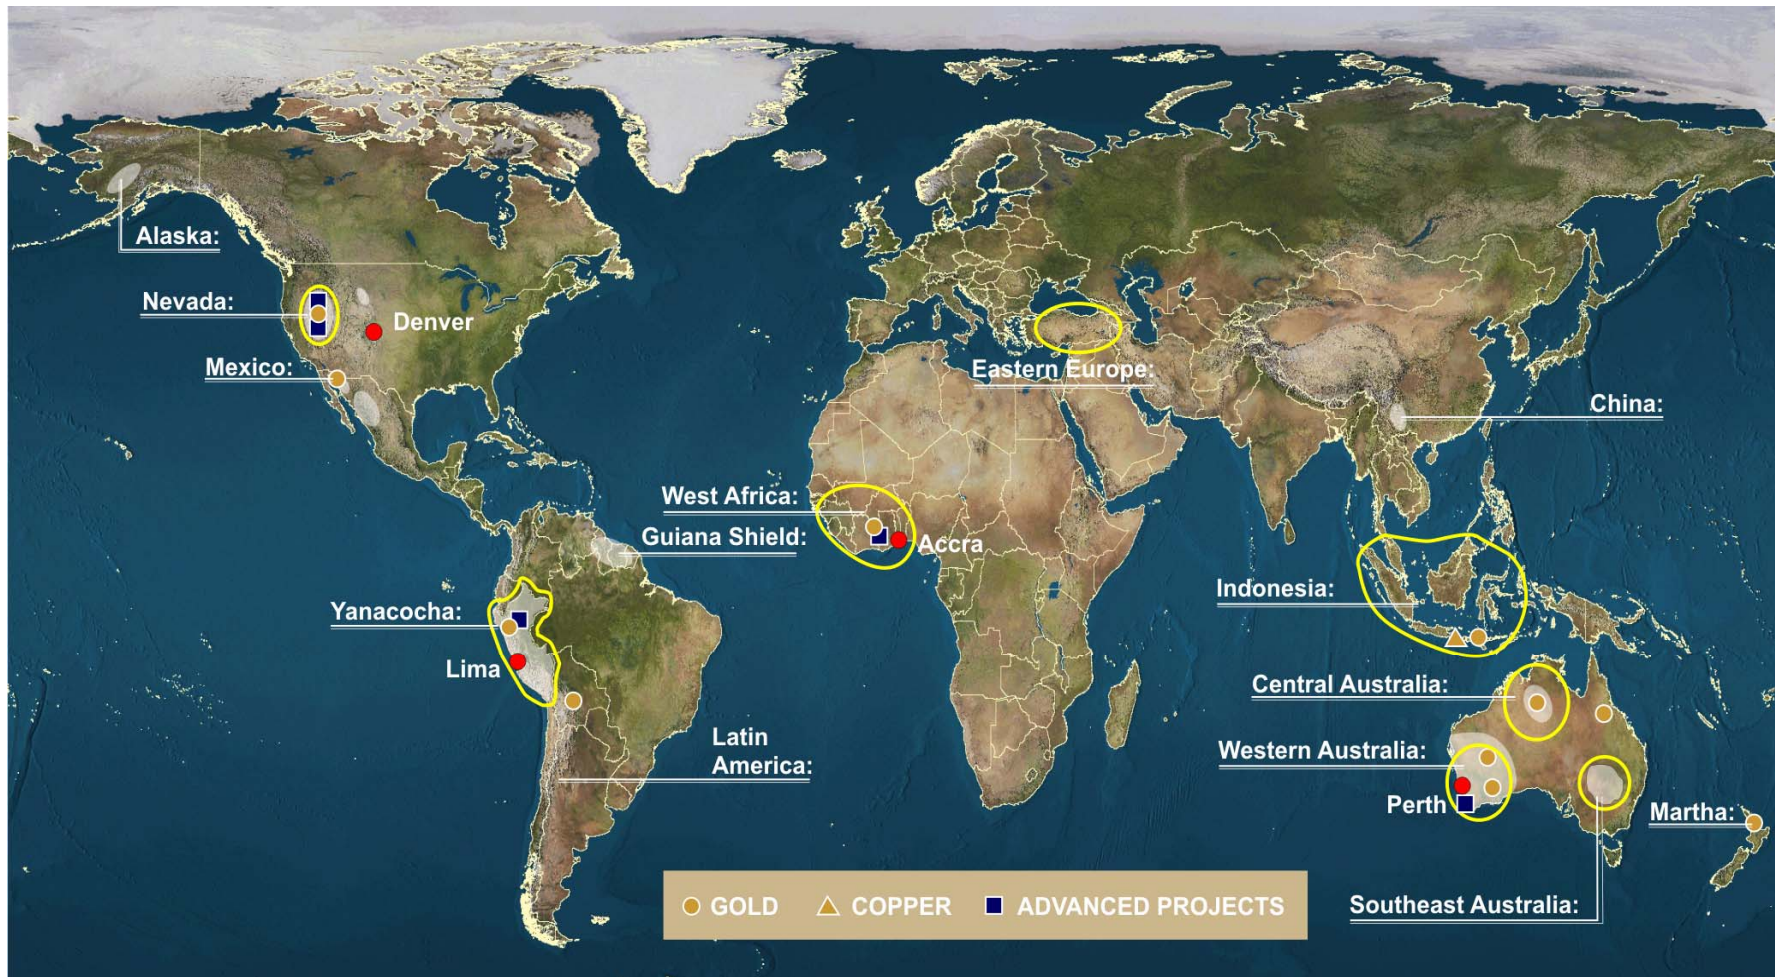 Alaska:
Nevada:
Denver
Mexico:
Eastern Europe:
China:
West Africa:
Guiana Shield:
Accra
Indonesia:
Yanacocha:
Lima
Central Australia:
Latin
America:
Western Australia:
Perth
Martha:
Southeast Australia:
GOLD
COPPER
ADVANCED PROJECTS